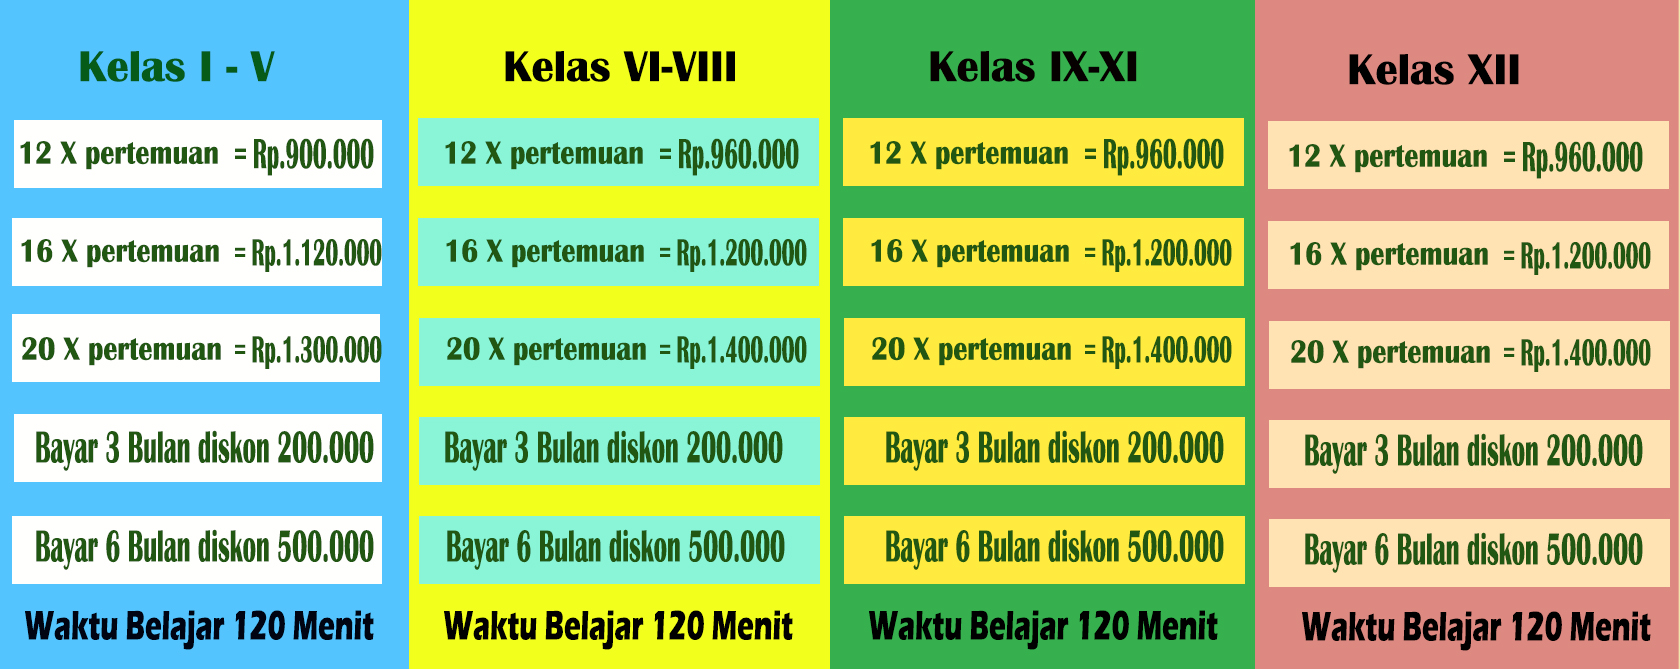 Kelas I - V
12 X pertemuan = Rp.900.000
16 X pertemuan = Rp.1.120.000
20 X pertemuan = Rp.1.300.000
Bayar 3 Bulan diskon 200.000
Bayar 6 Bulan diskon 500.000
Waktu Belajar 120 Menit
Kelas VI-VIII
12 X pertemuan = Rp.960.000
16 X pertemuan = Rp.1.200.000
20 X pertemuan = Rp.1.400.000
Bayar 3 Bulan diskon 200.000
Bayar 6 Bulan diskon 500.000
Waktu Belajar 120 Menit
Kelas IX-XI
12 X pertemuan = Rp.960.000
16 X pertemuan = Rp.1.200.000
20 X pertemuan = Rp.1.400.000
Bayar 3 Bulan diskon 200.000
Bayar 6 Bulan diskon 500.000
Waktu Belajar 120 Menit
Kelas XII
12 X pertemuan = Rp.960.000
16 X pertemuan = Rp.1.200.000
20 X pertemuan = Rp.1.400.000
Bayar 3 Bulan diskon 200.000
Bayar 6 Bulan diskon 500.000
Waktu Belajar 120 Menit